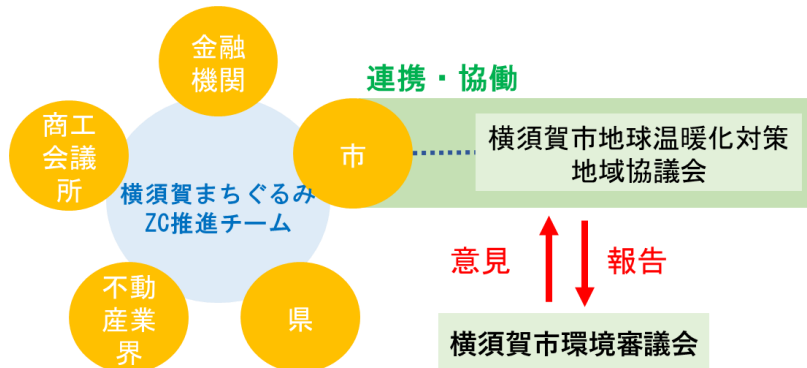 金融
機関
連携・協働
商工
会議
所
市
横須賀市地球温暖化対策
地域協議会
横須賀まちぐるみ
ZC推進チーム
意見
報告
不動
産業
界
県
横須賀市環境審議会